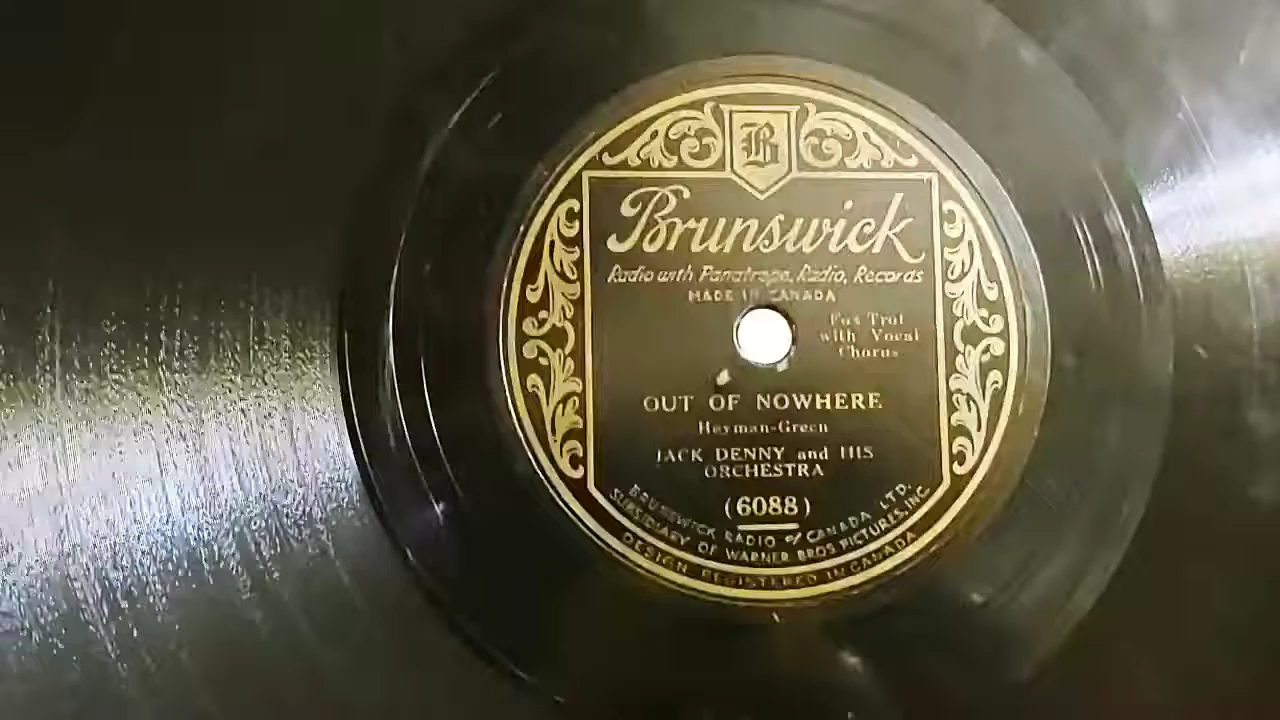 B
Brunswick
Radio with Panatrope, Radio, Records
MADE IN CANADA
Fox Trot
with Vocal
Chorus
OUT OF NOWHERE
Heyman-Green
JACK DENNY and HIS
ORCHESTRA
(6088)
BRUNSWICK RADIO of CANADA LTD.
SUBSIDIARY OF WARNER BROS PICTURES, INC.
DESIGN REGISTERED IN CANADA